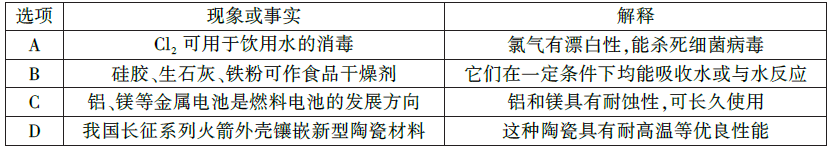 选项 现象或事实 解释
A Cl₂ 可用于饮用水的消毒 氯气有漂白性,能杀死细菌病毒
B 硅胶、生石灰、铁粉可作食品干燥剂 它们在一定条件下均能吸收水或与水反应
C 铝、镁等金属电池是燃料电池的发展方向 铝和镁具有耐蚀性,可长久使用
D 我国长征系列火箭外壳镶嵌新型陶瓷材料 这种陶瓷具有耐高温等优良性能